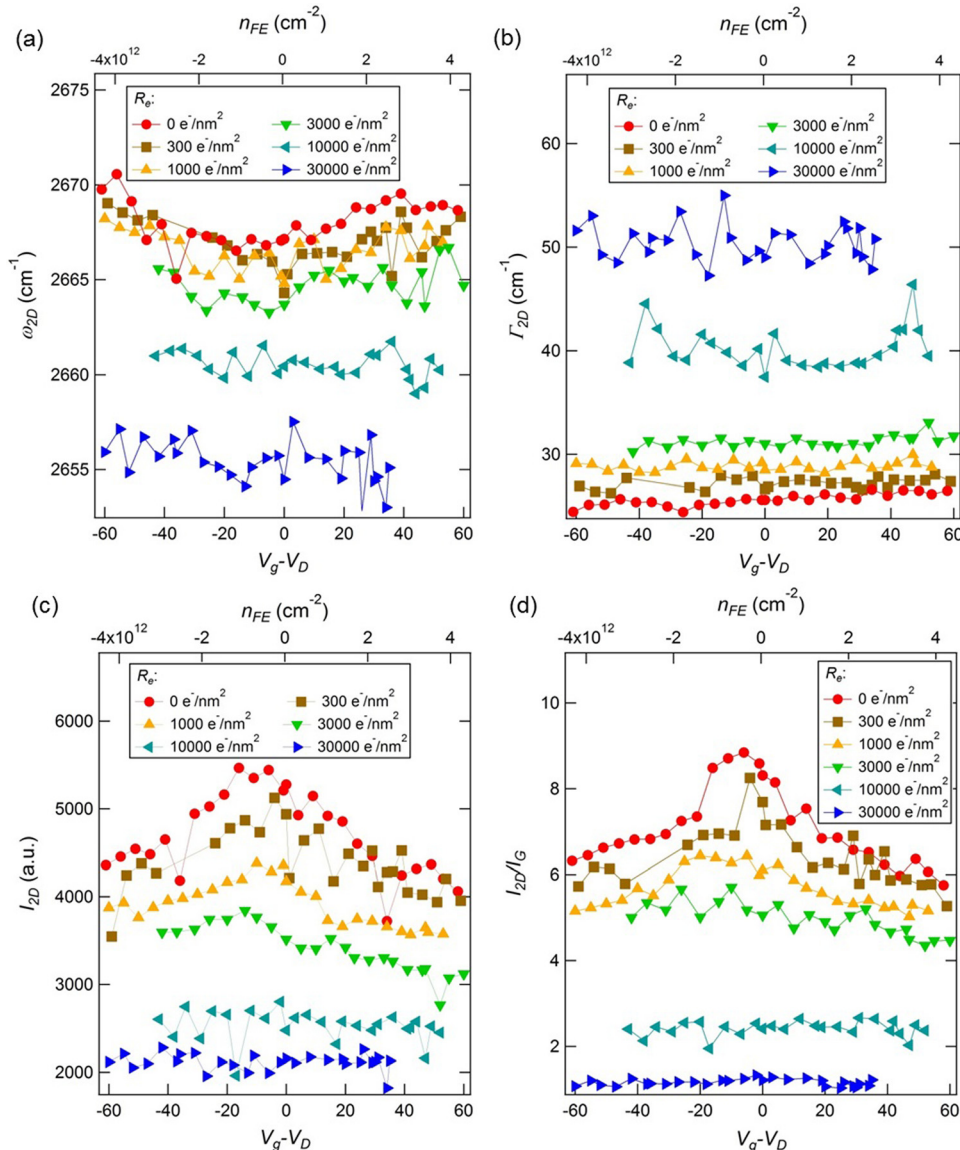 (a)
n_FE (cm^-2)
-4x10^12 -2 0 2 4
R_e:
0 e^-/nm^2 3000 e^-/nm^2
300 e^-/nm^2 10000 e^-/nm^2
1000 e^-/nm^2 30000 e^-/nm^2
2675
2670
2665
2660
2655
ω_2D (cm^-1)
-60 -40 -20 0 20 40 60
V_g-V_D
(b)
n_FE (cm^-2)
-4x10^12 -2 0 2 4
R_e:
0 e^-/nm^2 3000 e^-/nm^2
300 e^-/nm^2 10000 e^-/nm^2
1000 e^-/nm^2 30000 e^-/nm^2
60
50
40
30
Γ_2D (cm^-1)
-60 -40 -20 0 20 40 60
V_g-V_D
(c)
n_FE (cm^-2)
-4x10^12 -2 0 2 4
R_e:
0 e^-/nm^2 300 e^-/nm^2
1000 e^-/nm^2 3000 e^-/nm^2
10000 e^-/nm^2 30000 e^-/nm^2
6000
5000
4000
3000
2000
I_2D (a.u.)
-60 -40 -20 0 20 40 60
V_g-V_D
(d)
n_FE (cm^-2)
-4x10^12 -2 0 2 4
R_e:
0 e^-/nm^2
300 e^-/nm^2
1000 e^-/nm^2
3000 e^-/nm^2
10000 e^-/nm^2
30000 e^-/nm^2
10
8
6
4
2
I_2D/I_G
-60 -40 -20 0 20 40 60
V_g-V_D